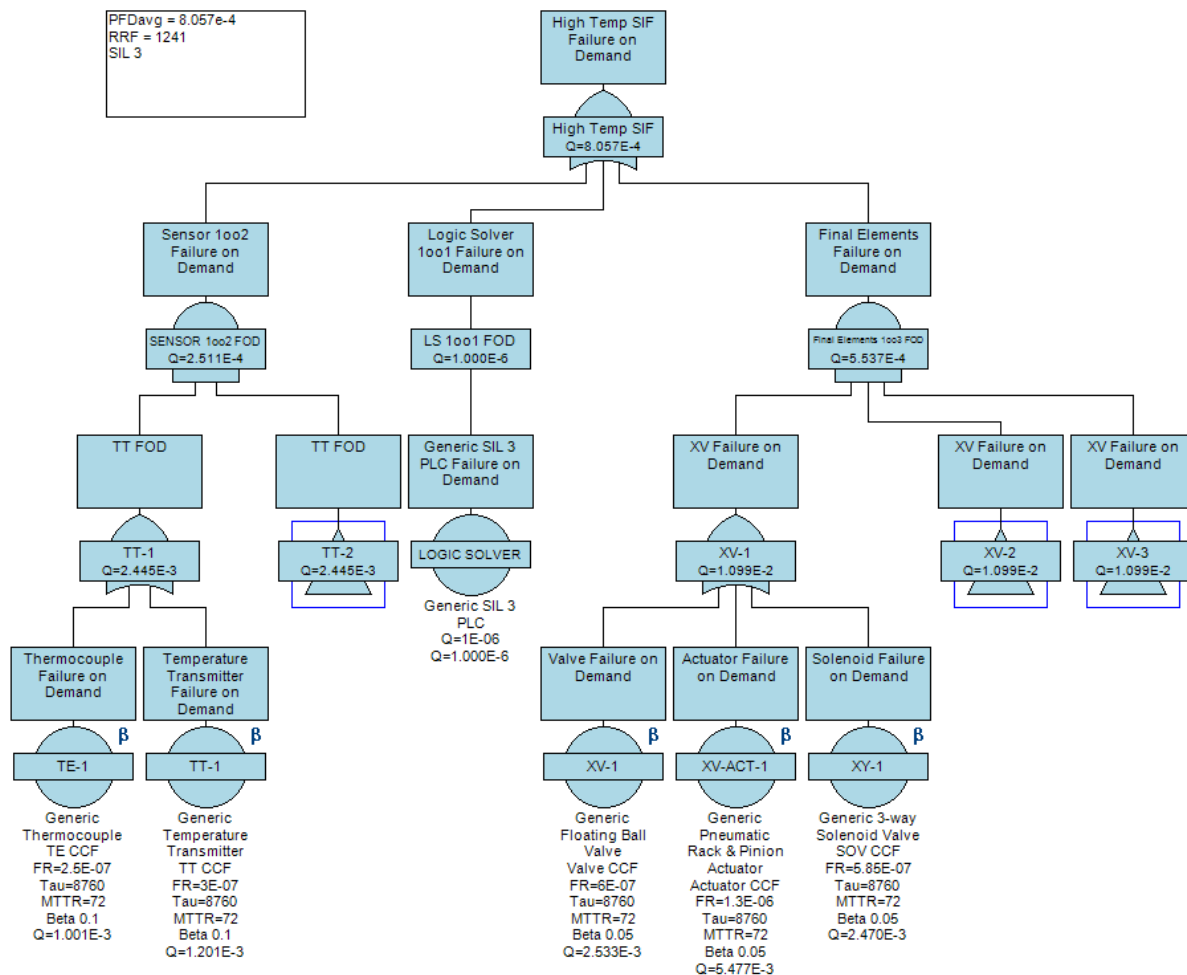 PFDavg = 8.057e-4
RRF = 1241
SIL 3
High Temp SIF
Failure on
Demand
High Temp SIF
Q=8.057E-4
Sensor 1oo2
Failure on
Demand
Logic Solver
1oo1 Failure on
Demand
Final Elements
Failure on
Demand
SENSOR 1oo2 FOD
Q=2.511E-4
LS 1oo1 FOD
Q=1.000E-6
Final Elements 1oo3 FOD
Q=5.537E-4
TT FOD
TT FOD
Generic SIL 3
PLC Failure on
Demand
XV Failure on
Demand
XV Failure on
Demand
XV Failure on
Demand
TT-1
Q=2.445E-3
TT-2
Q=2.445E-3
LOGIC SOLVER
Generic SIL 3
PLC
Q=1E-06
Q=1.000E-6
XV-1
Q=1.099E-2
XV-2
Q=1.099E-2
XV-3
Q=1.099E-2
Thermocouple
Failure on
Demand
Temperature
Transmitter
Failure on
Demand
Valve Failure on
Demand
Actuator Failure
on Demand
Solenoid Failure
on Demand
β
TE-1
Generic
Thermocouple
TE CCF
FR=2.5E-07
Tau=8760
MTTR=72
Beta 0.1
Q=1.001E-3
β
TT-1
Generic
Temperature
Transmitter
TT CCF
FR=3E-07
Tau=8760
MTTR=72
Beta 0.1
Q=1.201E-3
β
XV-1
Generic
Floating Ball
Valve
Valve CCF
FR=6E-07
Tau=8760
MTTR=72
Beta 0.05
Q=2.533E-3
β
XV-ACT-1
Generic
Pneumatic
Rack & Pinion
Actuator
Actuator CCF
FR=1.3E-06
Tau=8760
MTTR=72
Beta 0.05
Q=5.477E-3
β
XY-1
Generic 3-way
Solenoid Valve
SOV CCF
FR=5.85E-07
Tau=8760
MTTR=72
Beta 0.05
Q=2.470E-3